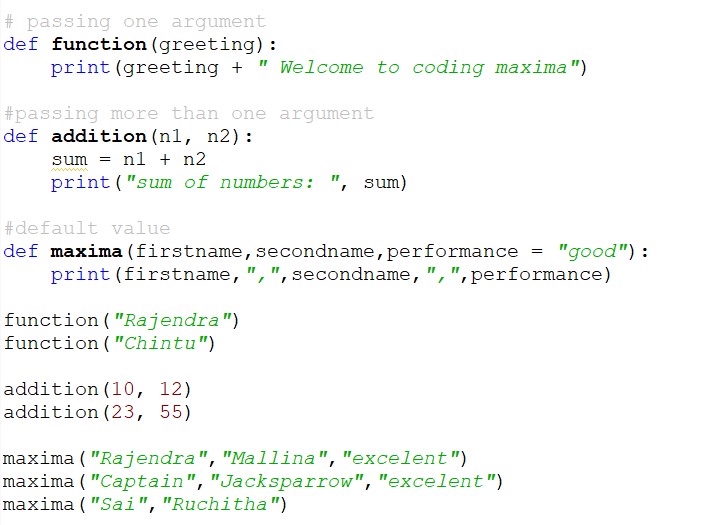 # passing one argument
def function(greeting):
    print(greeting + " Welcome to coding maxima")
#passing more than one argument
def addition(n1, n2):
    sum = n1 + n2
    print("sum of numbers: ", sum)
#default value
def maxima(firstname,secondname,performance = "good"):
    print(firstname,",",secondname,",",performance)
function("Rajendra")
function("Chintu")
addition(10, 12)
addition(23, 55)
maxima("Rajendra","Mallina","excelent")
maxima("Captain","Jacksparrow","excelent")
maxima("Sai","Ruchitha")